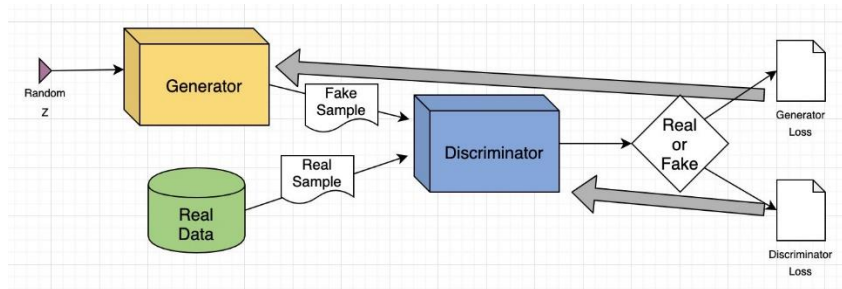 Random
Z
Generator
Fake
Sample
Real
Sample
Real
Data
Discriminator
Real
or
Fake
Generator
Loss
Discriminator
Loss